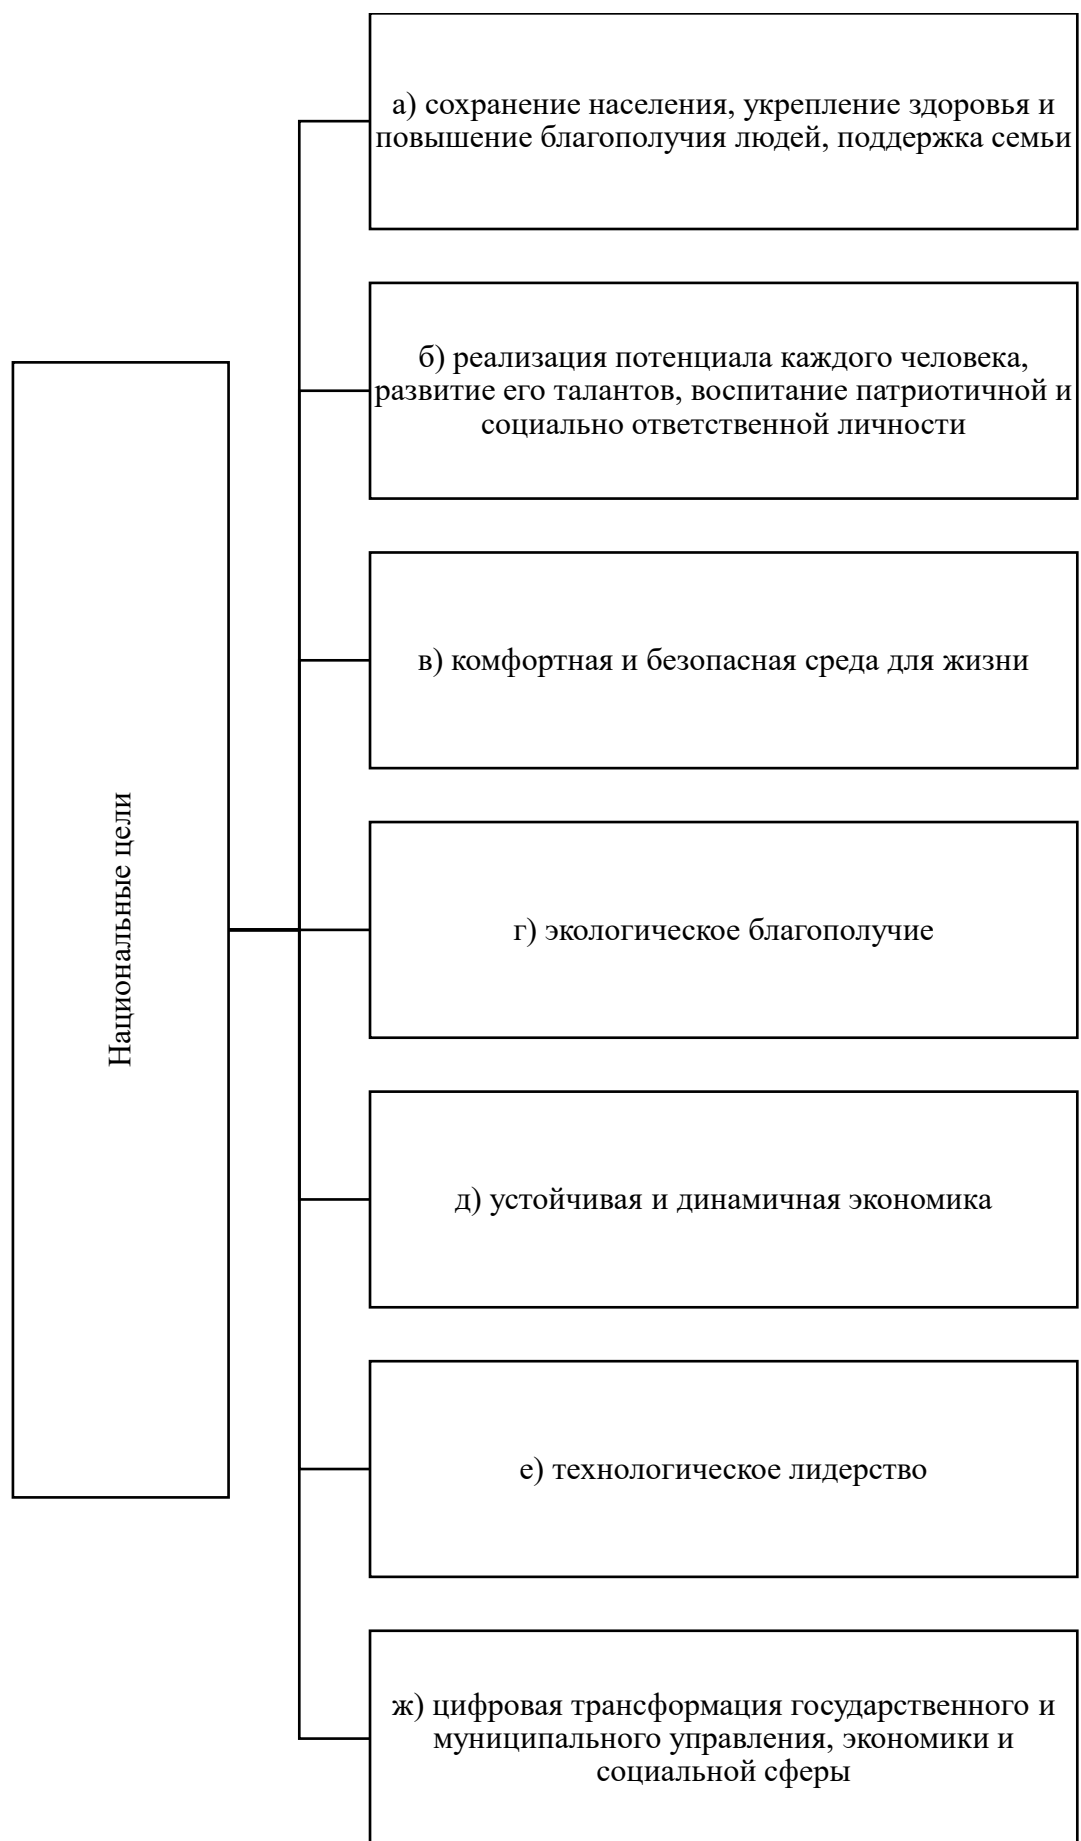 а) сохранение населения, укрепление здоровья и
повышение благополучия людей, поддержка семьи
б) реализация потенциала каждого человека,
развитие его талантов, воспитание патриотичной и
социально ответственной личности
в) комфортная и безопасная среда для жизни
Национальные цели
г) экологическое благополучие
д) устойчивая и динамичная экономика
е) технологическое лидерство
ж) цифровая трансформация государственного и
муниципального управления, экономики и
социальной сферы